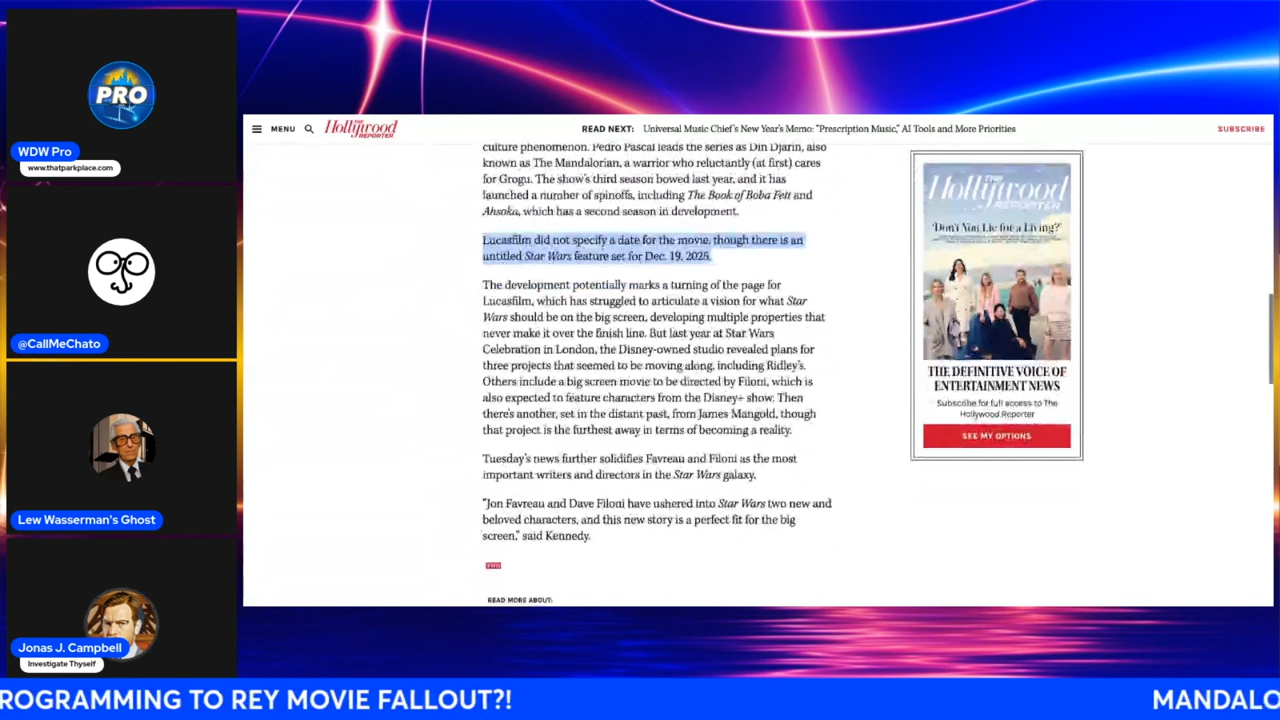 PRO
WDW Pro
www.thatparkplace.com
@CallMeChato
Lew Wasserman's Ghost
Jonas J. Campbell
Investigate Thyself
MENU
THE Hollywood REPORTER
READ NEXT: Universal Music Chief's New Year's Memo: "Prescription Music," AI Tools and More Priorities
SUBSCRIBE
culture phenomenon. Pedro Pascal leads the series as Din Djarin, also
known as The Mandalorian, a warrior who reluctantly (at first) cares
for Grogu. The show's third season bowed last year, and it has
launched a number of spinoffs, including The Book of Boba Fett and
Ahsoka, which has a second season in development.
Lucasfilm did not specify a date for the movie, though there is an
untitled Star Wars feature set for Dec. 19, 2025.
The development potentially marks a turning of the page for
Lucasfilm, which has struggled to articulate a vision for what Star
Wars should be on the big screen, developing multiple properties that
never make it over the finish line. But last year at Star Wars
Celebration in London, the Disney-owned studio revealed plans for
three projects that seemed to be moving along, including Ridley's.
Others include a big screen movie to be directed by Filoni, which is
also expected to feature characters from the Disney+ show. Then
there's another, set in the distant past, from James Mangold, though
that project is the furthest away in terms of becoming a reality.
Tuesday's news further solidifies Favreau and Filoni as the most
important writers and directors in the Star Wars galaxy.
"Jon Favreau and Dave Filoni have ushered into Star Wars two new and
beloved characters, and this new story is a perfect fit for the big
screen," said Kennedy.
READ MORE ABOUT:
THE
Hollywood
REPORTER
'Don't You Lie for a Living?'
THE DEFINITIVE VOICE OF
ENTERTAINMENT NEWS
Subscribe for full access to The
Hollywood Reporter
SEE MY OPTIONS
ROGRAMMING TO REY MOVIE FALLOUT?!
MANDALO